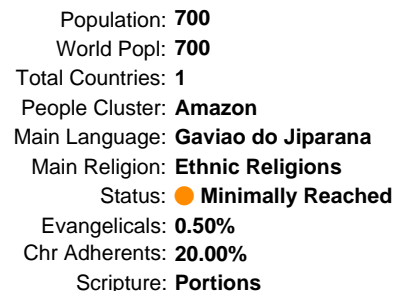 Population: 700
World Popl: 700
Total Countries: 1
People Cluster: Amazon
Main Language: Gaviao do Jiparana
Main Religion: Ethnic Religions
Status: Minimally Reached
Evangelicals: 0.50%
Chr Adherents: 20.00%
Scripture: Portions